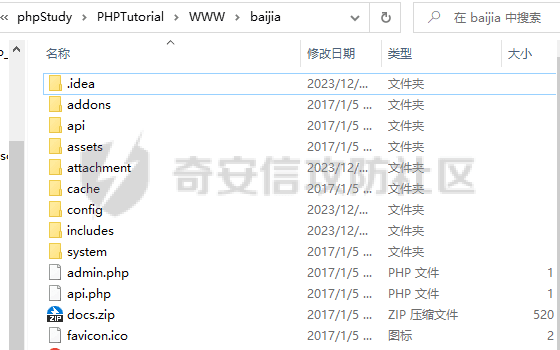 « phpStudy > PHPTutorial > WWW > baijia 在 baijia 中搜索
名称 修改日期 类型 大小
.idea 2023/12/... 文件夹
addons 2017/1/5 ... 文件夹
api 2017/1/5 ... 文件夹
assets 2017/1/5 ... 文件夹
attachment 2023/12/... 文件夹
cache 2017/1/5 ... 文件夹
config 2023/12/... 文件夹
includes 2023/12/... 文件夹
system 2017/1/5 ... 文件夹
admin.php 2017/1/5 ... PHP 文件 1
api.php 2017/1/5 ... PHP 文件 1
docs.zip 2017/1/5 ... ZIP 压缩文件 520
favicon.ico 2017/1/5 ... 图标 2
奇安信攻防社区